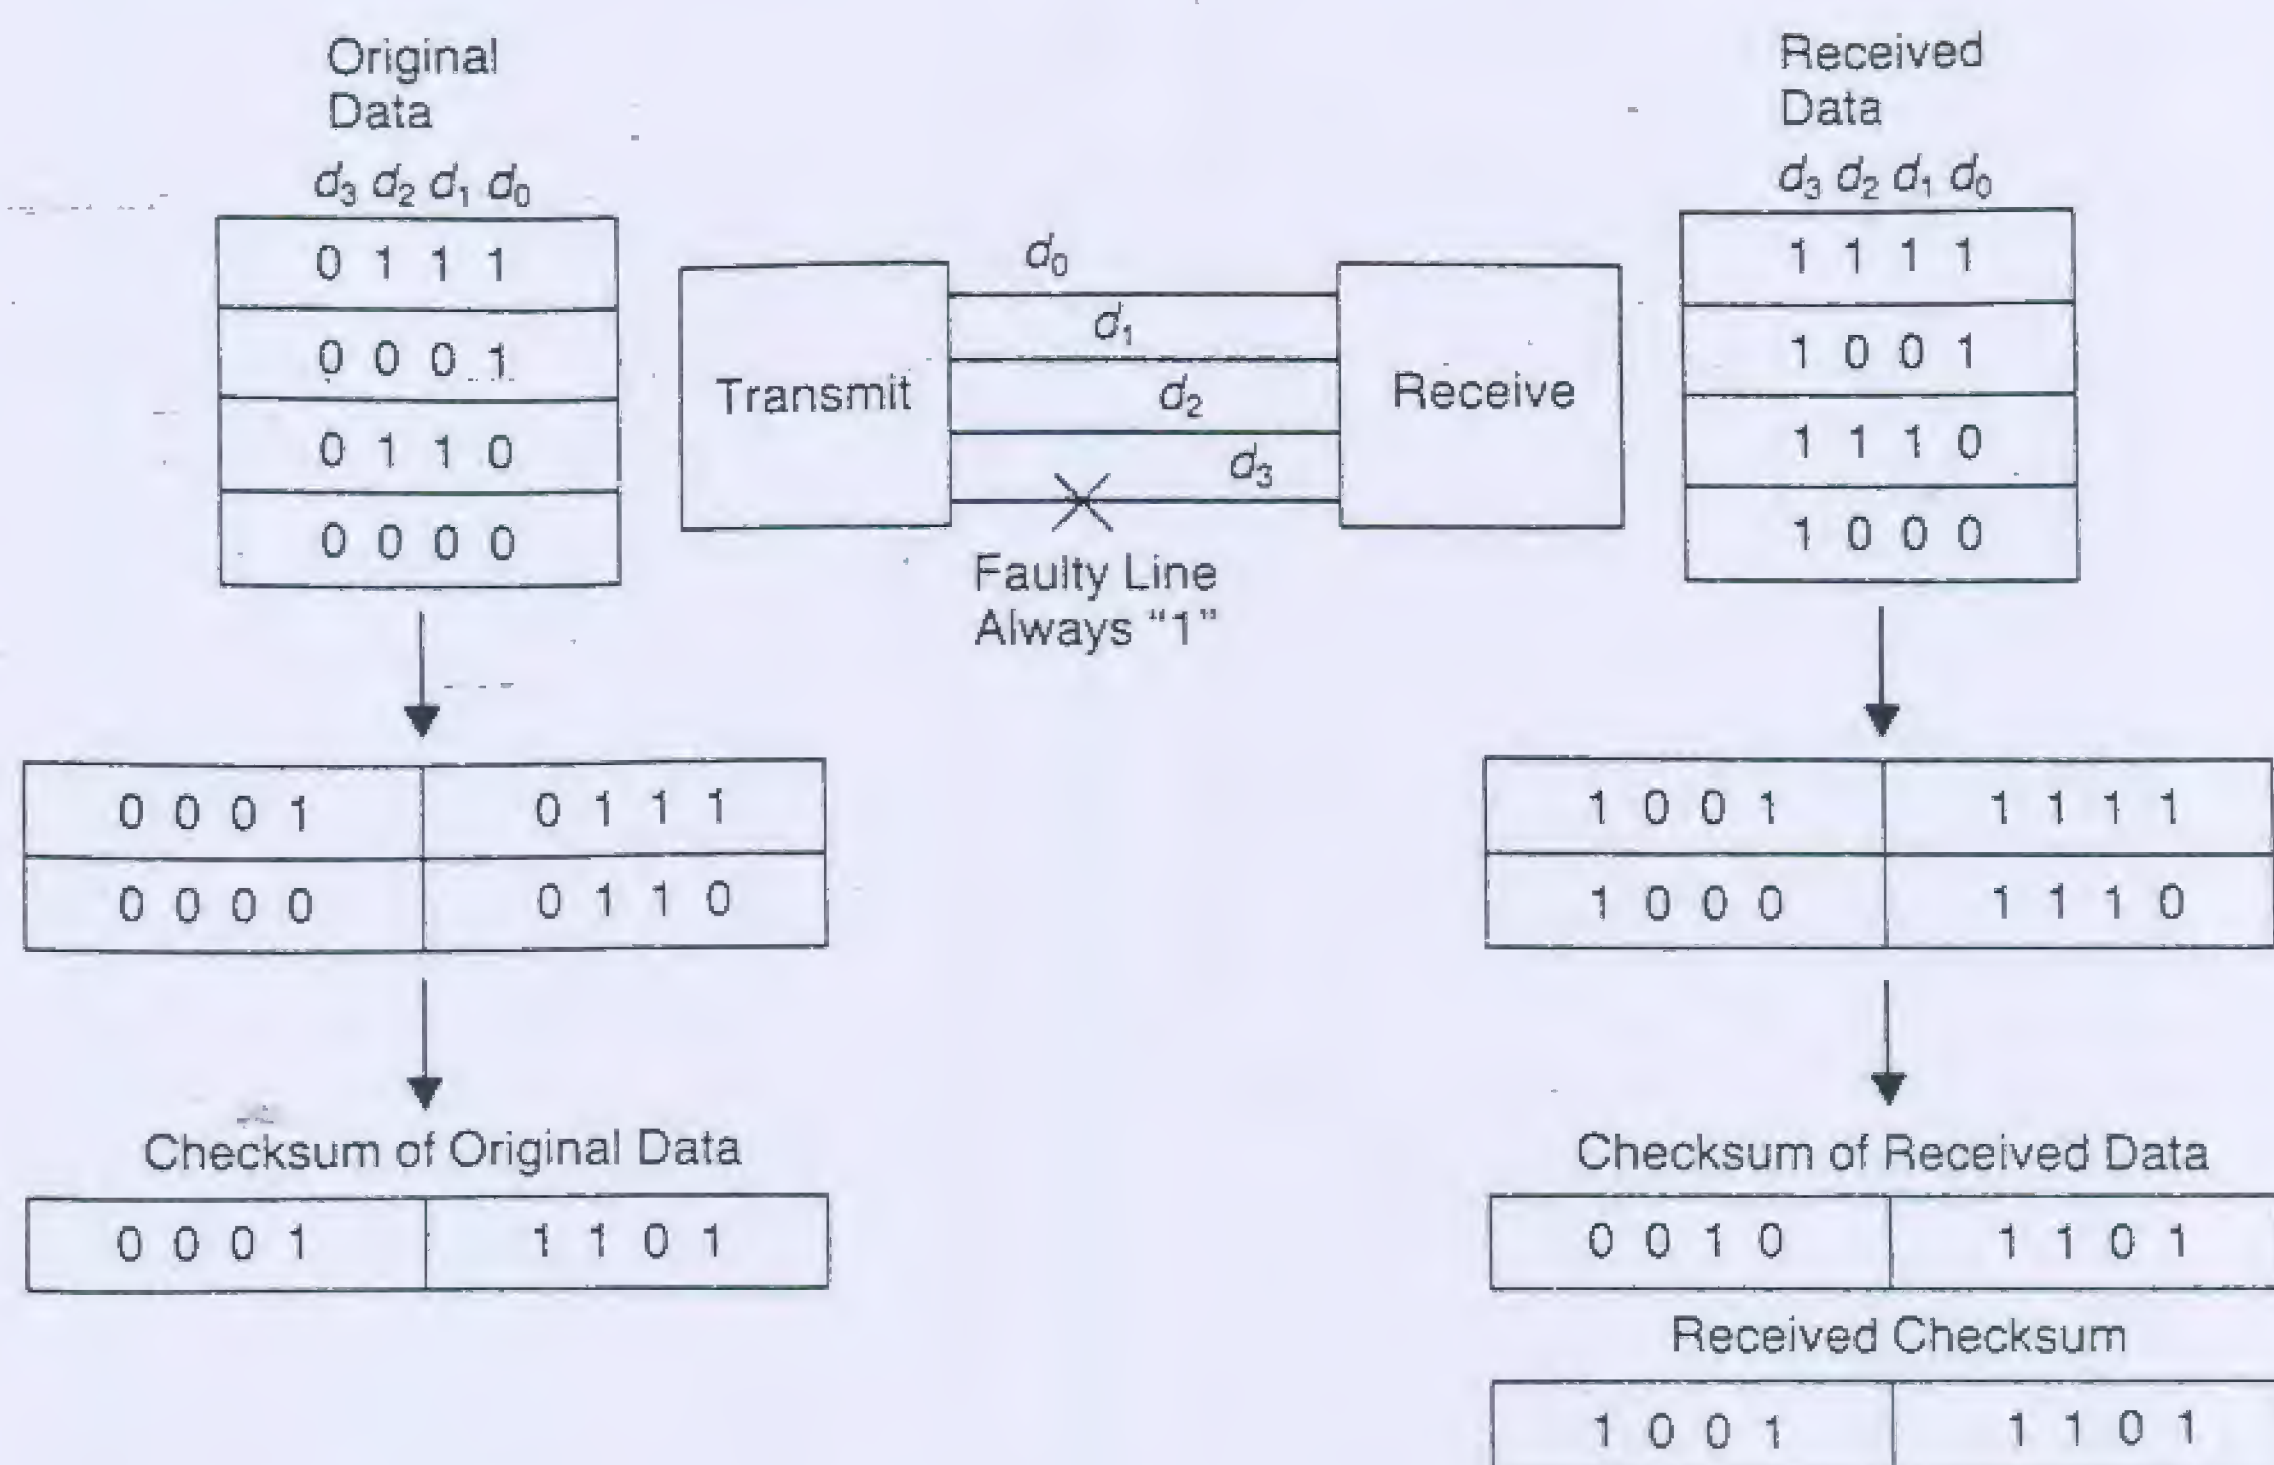 Original
Data
d₃ d₂ d₁ d₀
0 1 1 1
0 0 0 1
0 1 1 0
0 0 0 0
Transmit
d₀
d₁
d₂
d₃
Faulty Line
Always "1"
Receive
Received
Data
d₃ d₂ d₁ d₀
1 1 1 1
1 0 0 1
1 1 1 0
1 0 0 0
0 0 0 1 0 1 1 1
0 0 0 0 0 1 1 0
Checksum of Original Data
0 0 0 1 1 1 0 1
1 0 0 1 1 1 1 1
1 0 0 0 1 1 1 0
Checksum of Received Data
0 0 1 0 1 1 0 1
Received Checksum
1 0 0 1 1 1 0 1